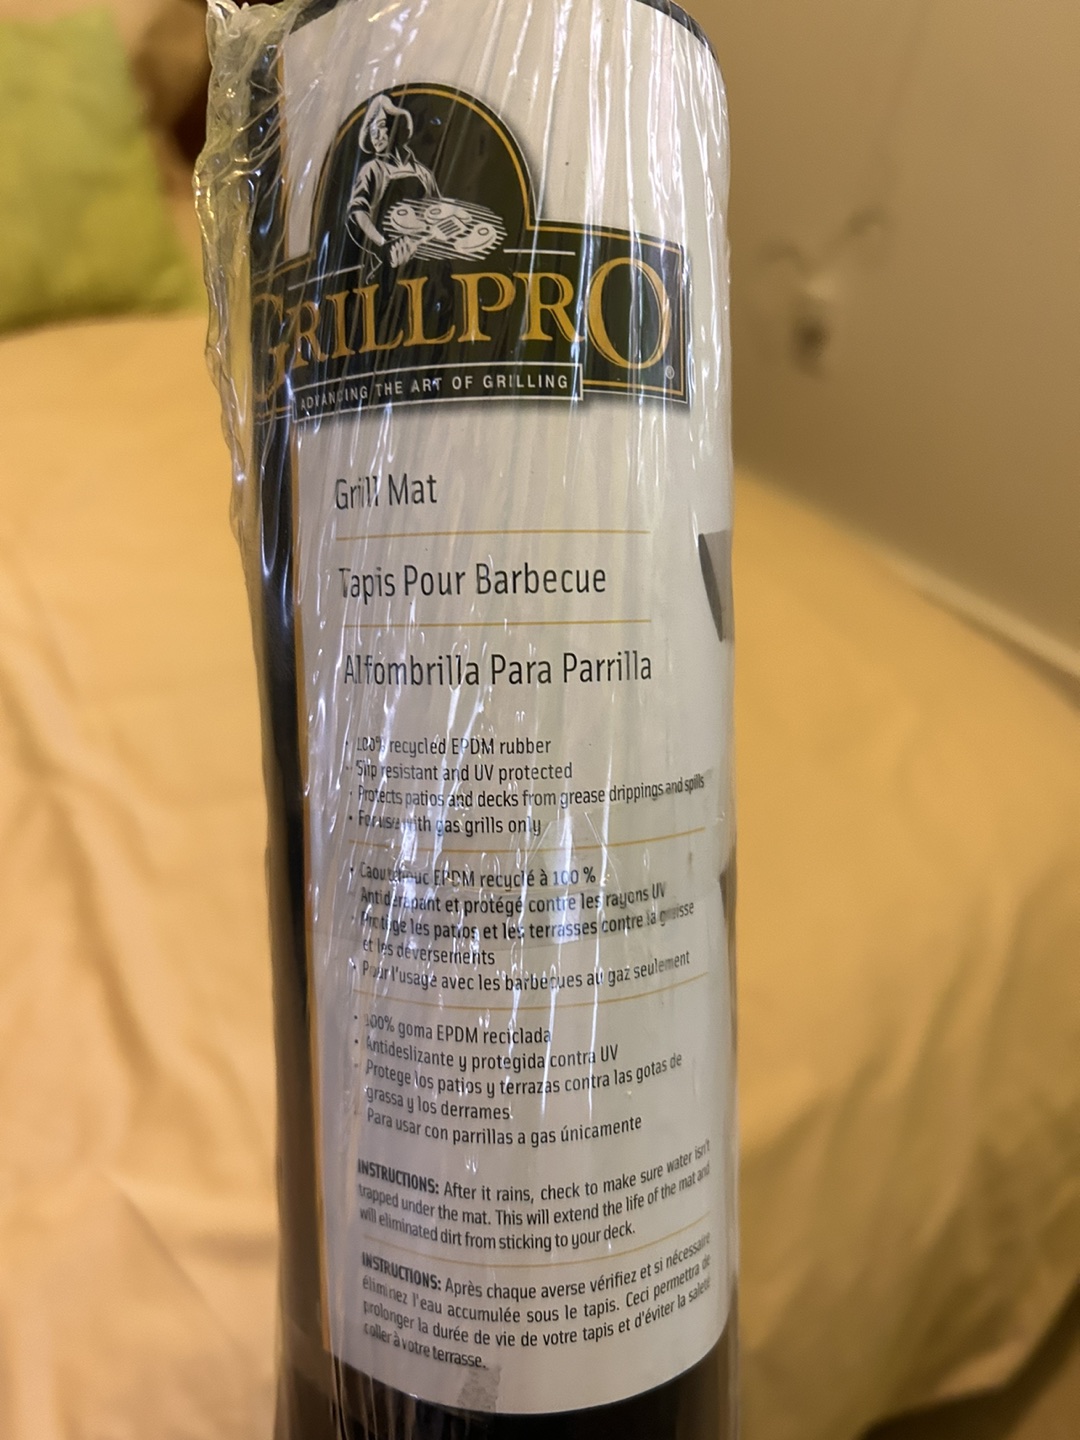 GRILLPRO®
ADVANCING THE ART OF GRILLING
Grill Mat
Tapis Pour Barbecue
Alfombrilla Para Parrilla
• 100% recycled EPDM rubber
• Slip resistant and UV protected
• Protects patios and decks from grease drippings and spills
• For use with gas grills only
• Caoutchouc EPDM recyclé à 100 %
Antidérapant et protégé contre les rayons UV
• Protège les patios et les terrasses contre la graisse
et les déversements
• Pour l'usage avec les barbecues au gaz seulement
• 100% goma EPDM reciclada
• Antideslizante y protegida contra UV
• Protege los patios y terrazas contra las gotas de
grassa y los derrames
Para usar con parrillas a gas únicamente
INSTRUCTIONS: After it rains, check to make sure water isn't
trapped under the mat. This will extend the life of the mat and
will eliminated dirt from sticking to your deck.
INSTRUCTIONS: Après chaque averse vérifiez et si nécessaire
éliminez l'eau accumulée sous le tapis. Ceci permettra de
prolonger la durée de vie de votre tapis et d'éviter la saleté
coller à votre terrasse.